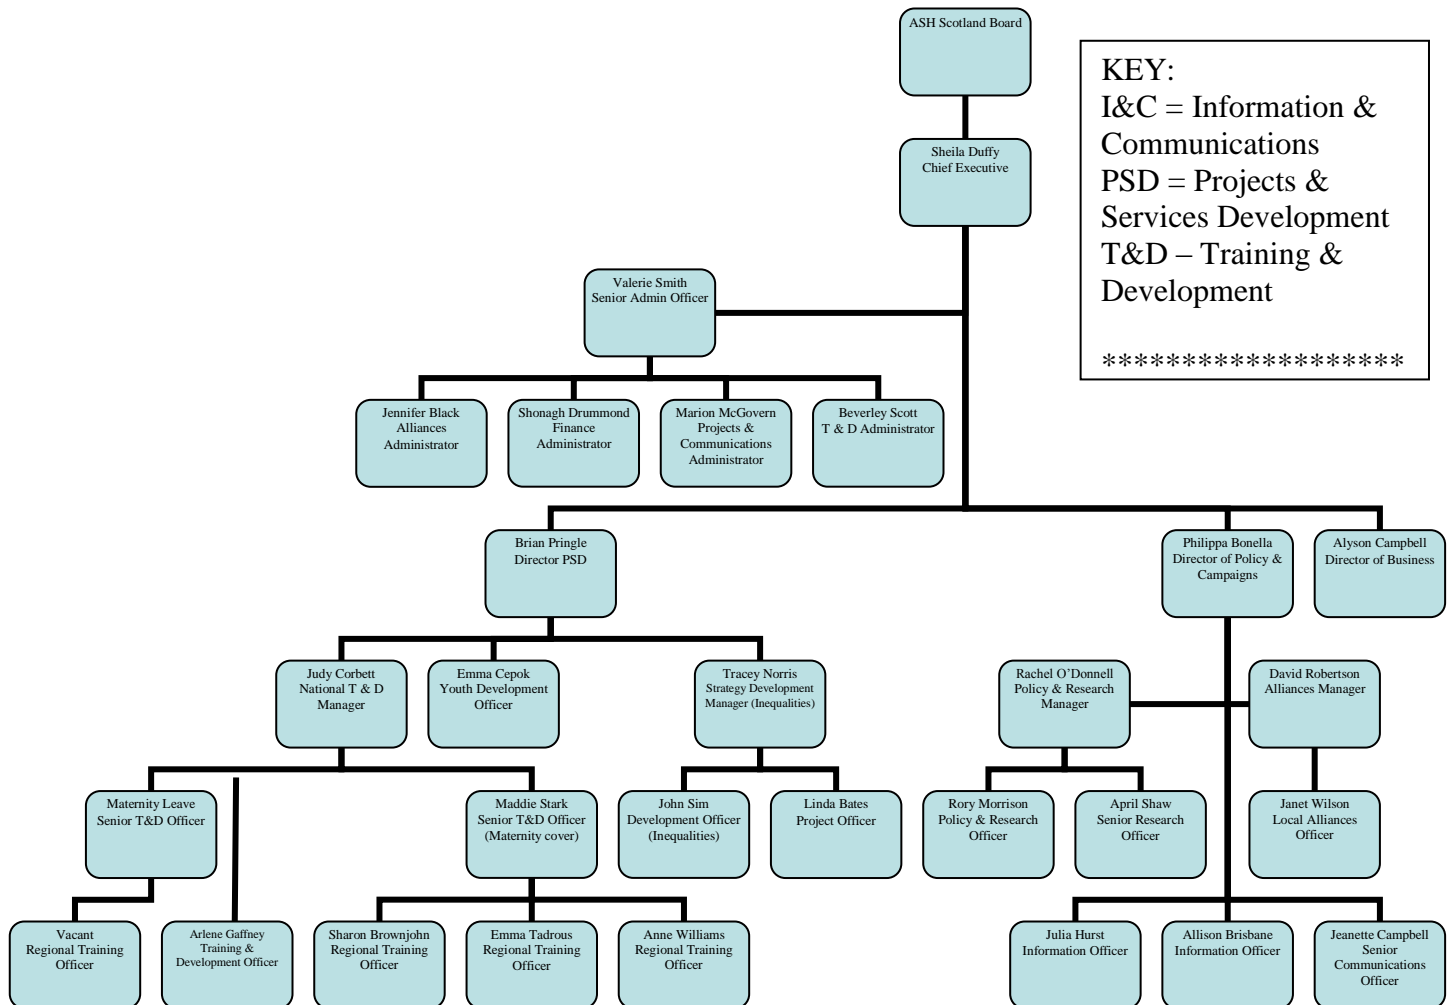 ASH Scotland Board
KEY:
I&C = Information &
Communications
PSD = Projects &
Services Development
T&D – Training &
Development
********************
Sheila Duffy
Chief Executive
Valerie Smith
Senior Admin Officer
Jennifer Black
Alliances
Administrator
Shonagh Drummond
Finance
Administrator
Marion McGovern
Projects &
Communications
Administrator
Beverley Scott
T & D Administrator
Brian Pringle
Director PSD
Philippa Bonella
Director of Policy &
Campaigns
Alyson Campbell
Director of Business
Judy Corbett
National T & D
Manager
Emma Cepok
Youth Development
Officer
Tracey Norris
Strategy Development
Manager (Inequalities)
Rachel O’Donnell
Policy & Research
Manager
David Robertson
Alliances Manager
Maternity Leave
Senior T&D Officer
Maddie Stark
Senior T&D Officer
(Maternity cover)
John Sim
Development Officer
(Inequalities)
Linda Bates
Project Officer
Rory Morrison
Policy & Research
Officer
April Shaw
Senior Research
Officer
Janet Wilson
Local Alliances
Officer
Vacant
Regional Training
Officer
Arlene Gaffney
Training &
Development Officer
Sharon Brownjohn
Regional Training
Officer
Emma Tadrous
Regional Training
Officer
Anne Williams
Regional Training
Officer
Julia Hurst
Information Officer
Allison Brisbane
Information Officer
Jeanette Campbell
Senior
Communications
Officer